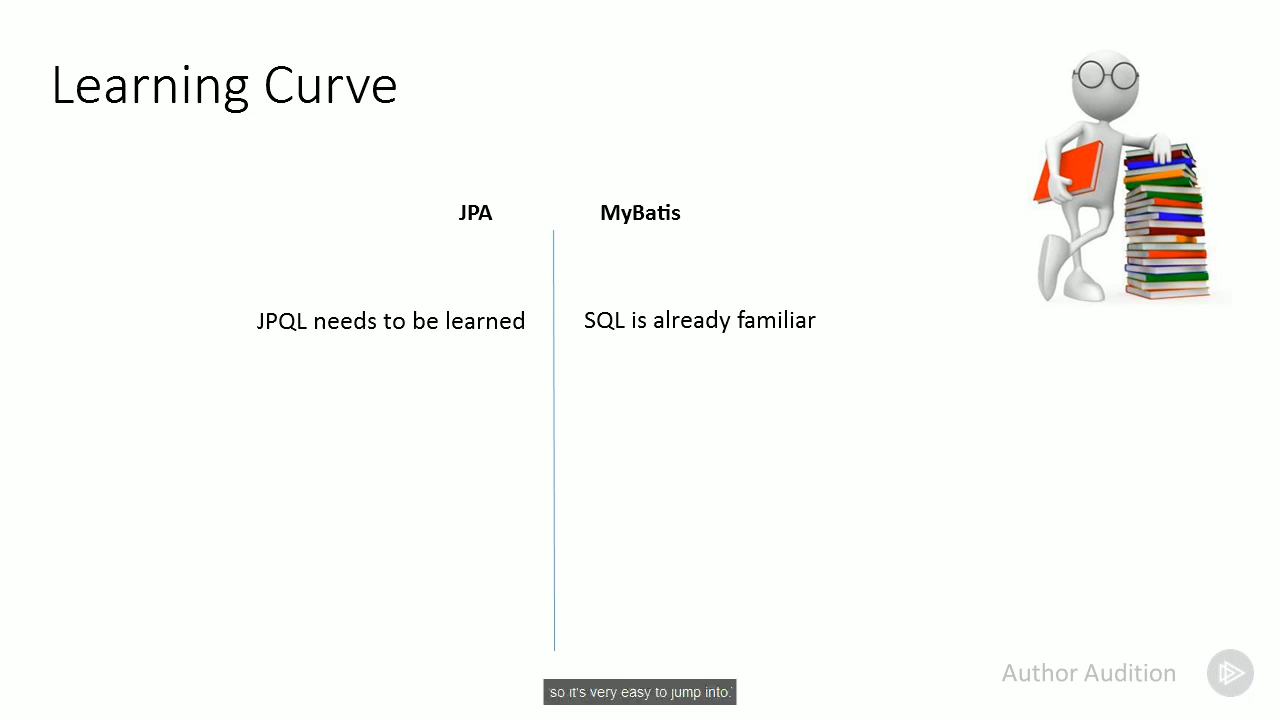 Learning Curve
JPA
MyBatis
JPQL needs to be learned
SQL is already familiar
Author Audition
so it's very easy to jump into.